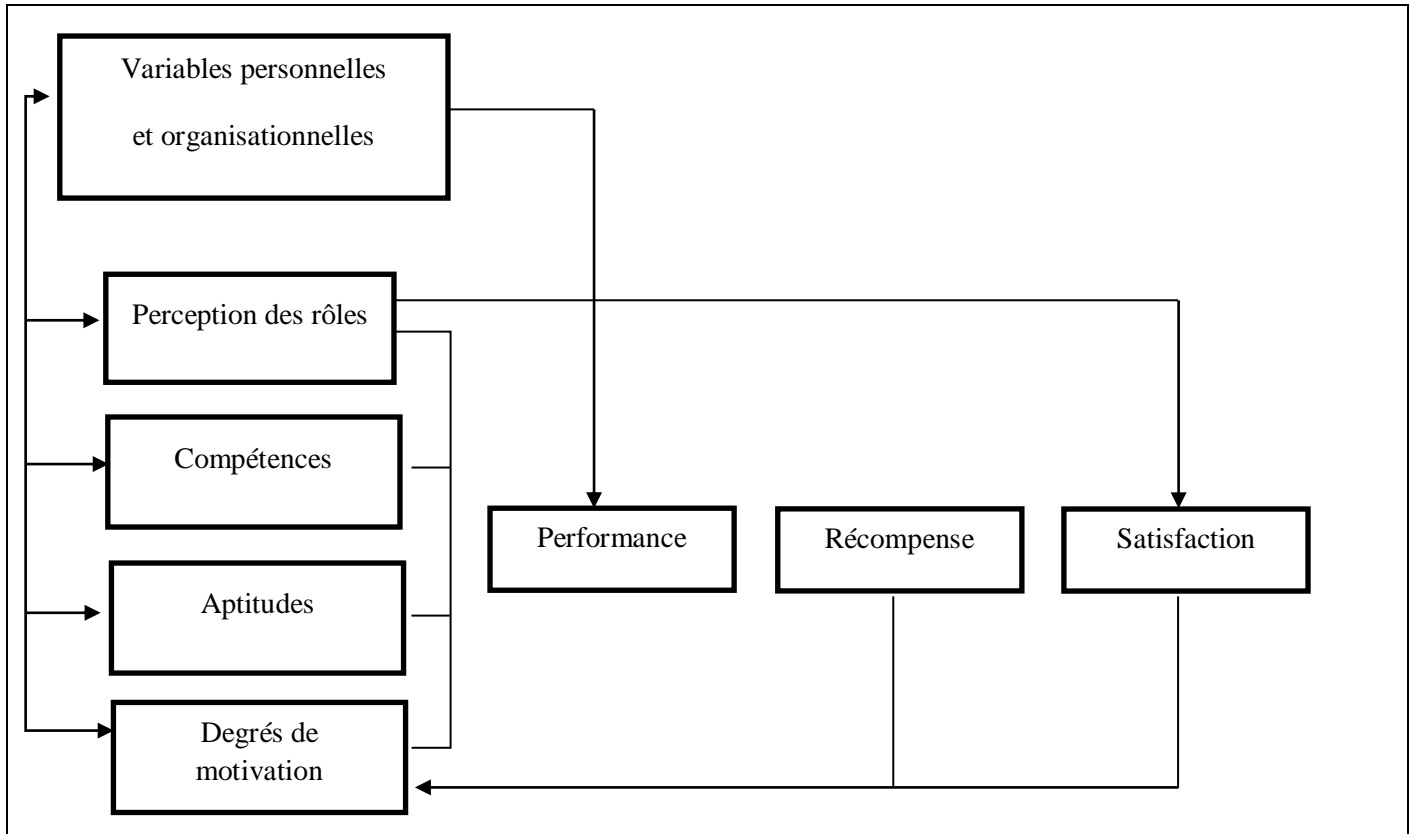 Variables personnelles
et organisationnelles
Perception des rôles
Compétences
Performance
Récompense
Satisfaction
Aptitudes
Degrés de
motivation